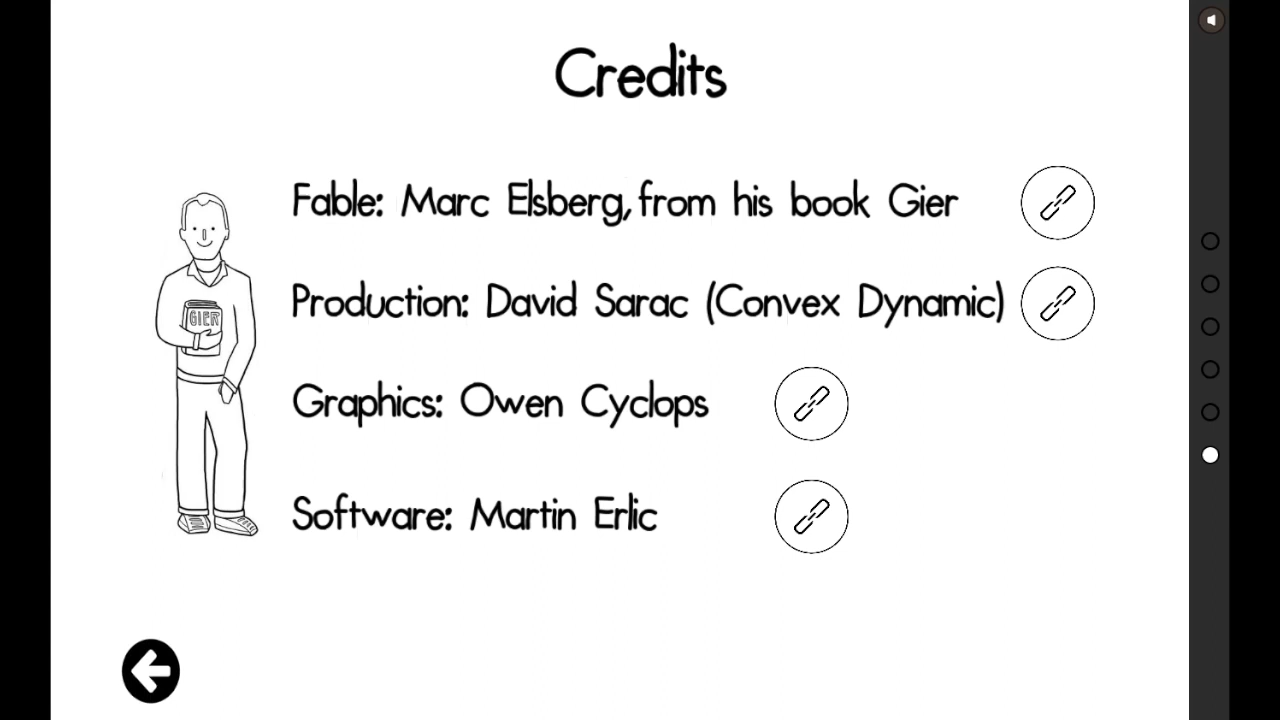 Credits
Fable: Marc Elsberg, from his book Gier
GIER
Production: David Sarac (Convex Dynamic)
Graphics: Owen Cyclops
Software: Martin Erlic